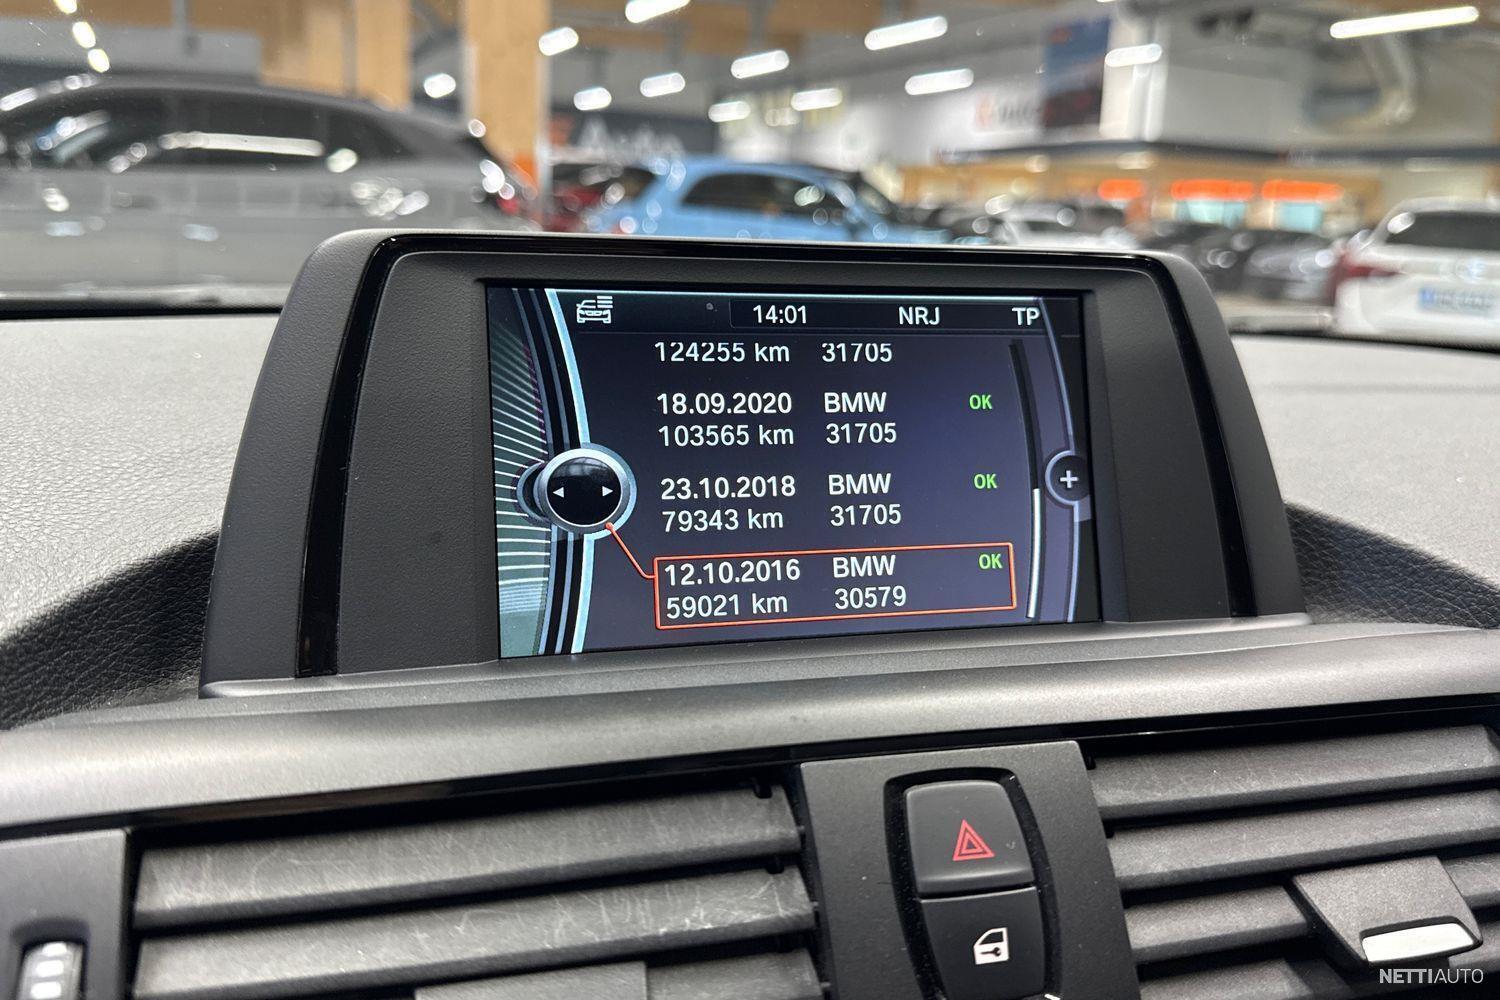 Auto
14:01 NRJ TP
124255 km 31705
18.09.2020 BMW OK
103565 km 31705
23.10.2018 BMW OK
79343 km 31705
12.10.2016 BMW OK
59021 km 30579
+
NETTIAUTO